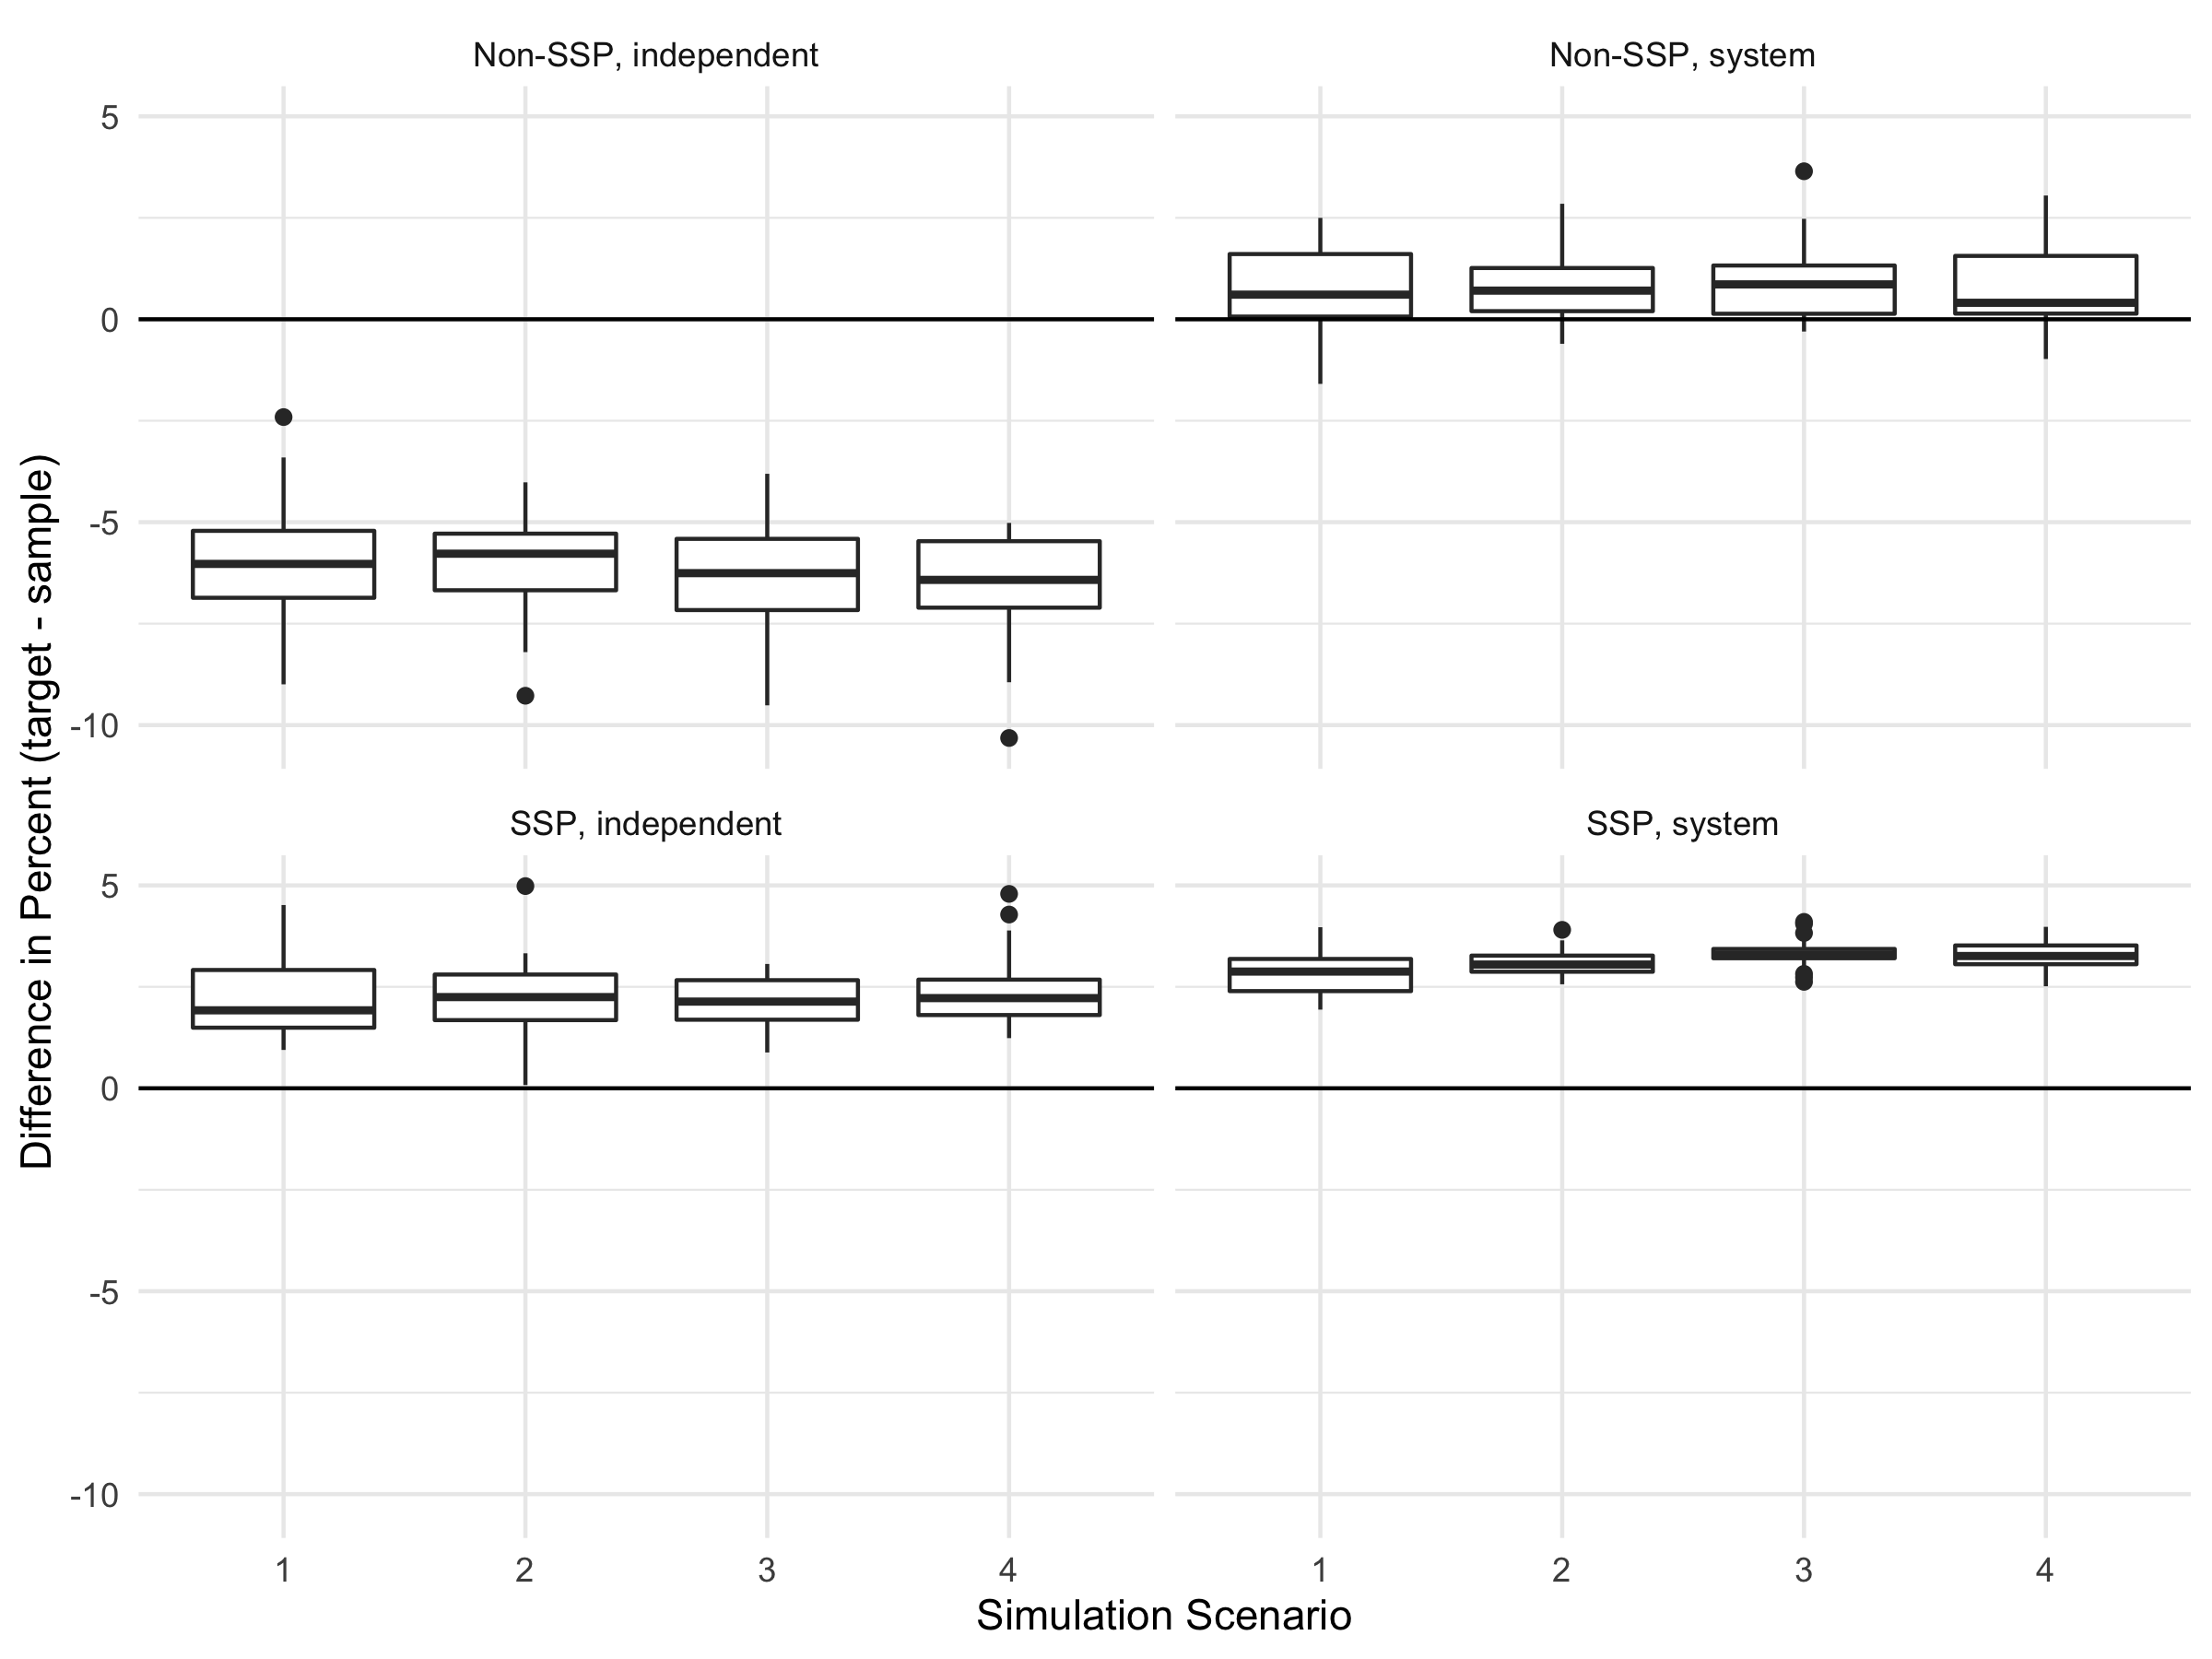 Non-SSP, independent
Non-SSP, system
5
0
-5
-10
SSP, independent
SSP, system
5
0
-5
-10
1 2 3 4
1 2 3 4
Simulation Scenario
Difference in Percent (target - sample)